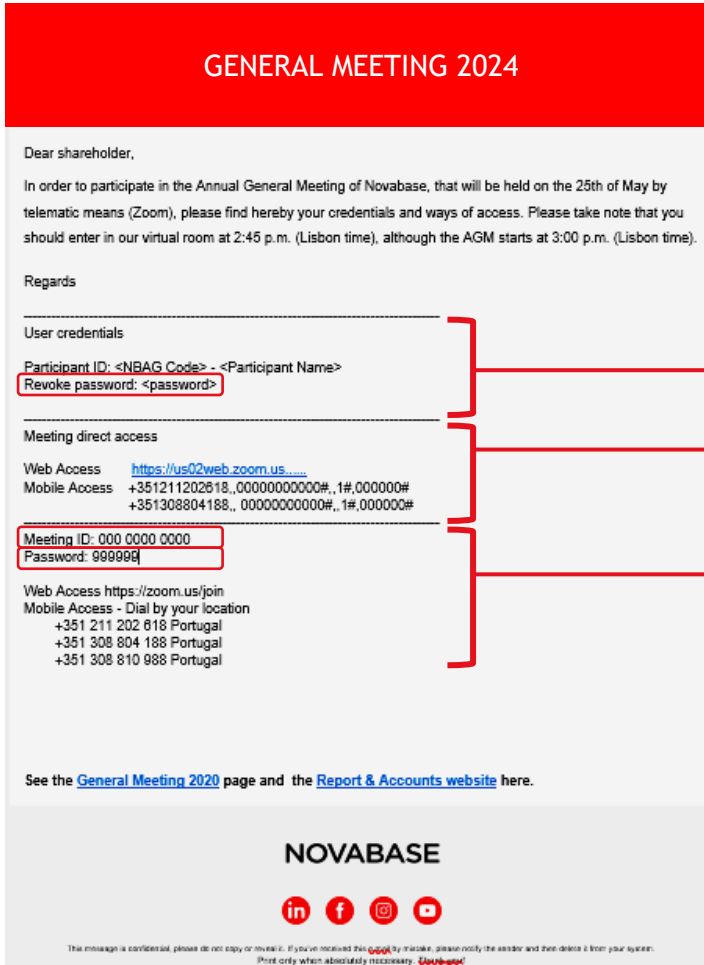 GENERAL MEETING 2024
Dear shareholder,
In order to participate in the Annual General Meeting of Novabase, that will be held on the 25th of May by
telematic means (Zoom), please find hereby your credentials and ways of access. Please take note that you
should enter in our virtual room at 2:45 p.m. (Lisbon time), although the AGM starts at 3:00 p.m. (Lisbon time).
Regards
User credentials
Participant ID: <NBAG Code> - <Participant Name>
Revoke password: <password>
Meeting direct access
Web Access https://us02web.zoom.us......
Mobile Access +351211202618,,00000000000#,,1#,000000#
+351308804188,, 00000000000#,,1#,000000#
Meeting ID: 000 0000 0000
Password: 999999
Web Access https://zoom.us/join
Mobile Access - Dial by your location
+351 211 202 618 Portugal
+351 308 804 188 Portugal
+351 308 810 988 Portugal
See the General Meeting 2020 page and the Report & Accounts website here.
NOVABASE
This message is confidential, please do not copy or reveal it. If you've received this e-mail by mistake, please notify the sender and then delete it from your system.
Print only when absolutely necessary. Thank you!